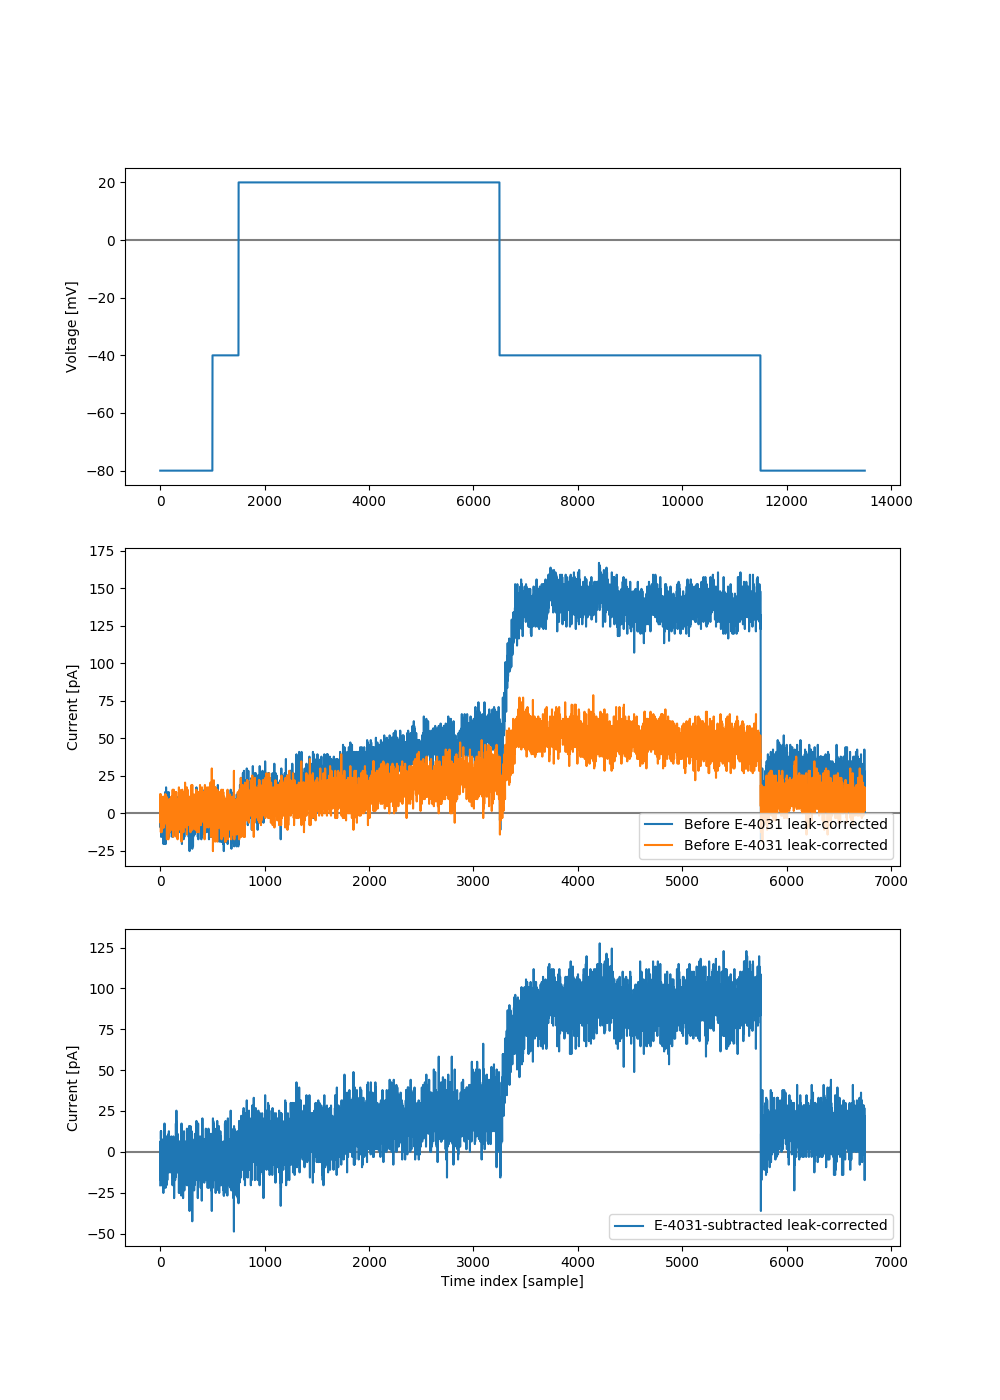 20
0
−20
−40
−60
−80
Voltage [mV]
0 2000 4000 6000 8000 10000 12000 14000
175
150
125
100
75
50
25
0
−25
Current [pA]
Before E-4031 leak-corrected
Before E-4031 leak-corrected
0 1000 2000 3000 4000 5000 6000 7000
125
100
75
50
25
0
−25
−50
Current [pA]
E-4031-subtracted leak-corrected
0 1000 2000 3000 4000 5000 6000 7000
Time index [sample]